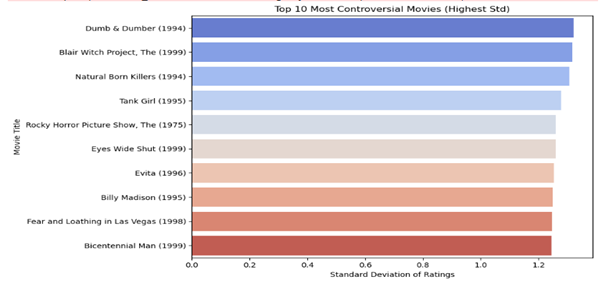 Top 10 Most Controversial Movies (Highest Std)
Dumb & Dumber (1994)
Blair Witch Project, The (1999)
Natural Born Killers (1994)
Tank Girl (1995)
Rocky Horror Picture Show, The (1975)
Eyes Wide Shut (1999)
Evita (1996)
Billy Madison (1995)
Fear and Loathing in Las Vegas (1998)
Bicentennial Man (1999)
Movie Title
0.0 0.2 0.4 0.6 0.8 1.0 1.2
Standard Deviation of Ratings